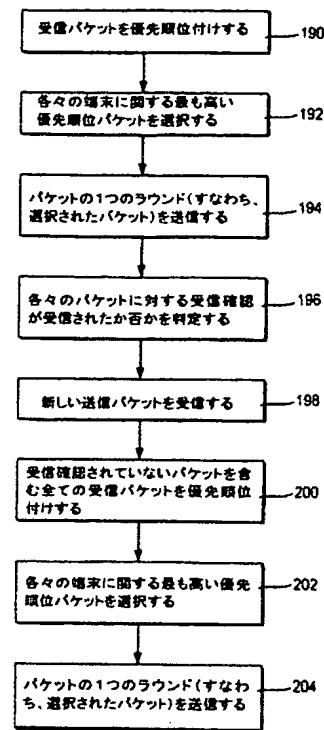 受信パケットを優先順位付けする
190
各々の端末に関する最も高い
優先順位パケットを選択する
192
パケットの1つのラウンド(すなわち、
選択されたパケット)を送信する
194
各々のパケットに対する受信確認
が受信されたか否かを判定する
196
新しい送信パケットを受信する
198
受信確認されていないパケットを含
む全ての受信パケットを優先順位
付けする
200
各々の端末に関する最も高い優先
順位パケットを選択する
202
パケットの1つのラウンド(すなわ
ち、選択されたパケット)を送信する
204